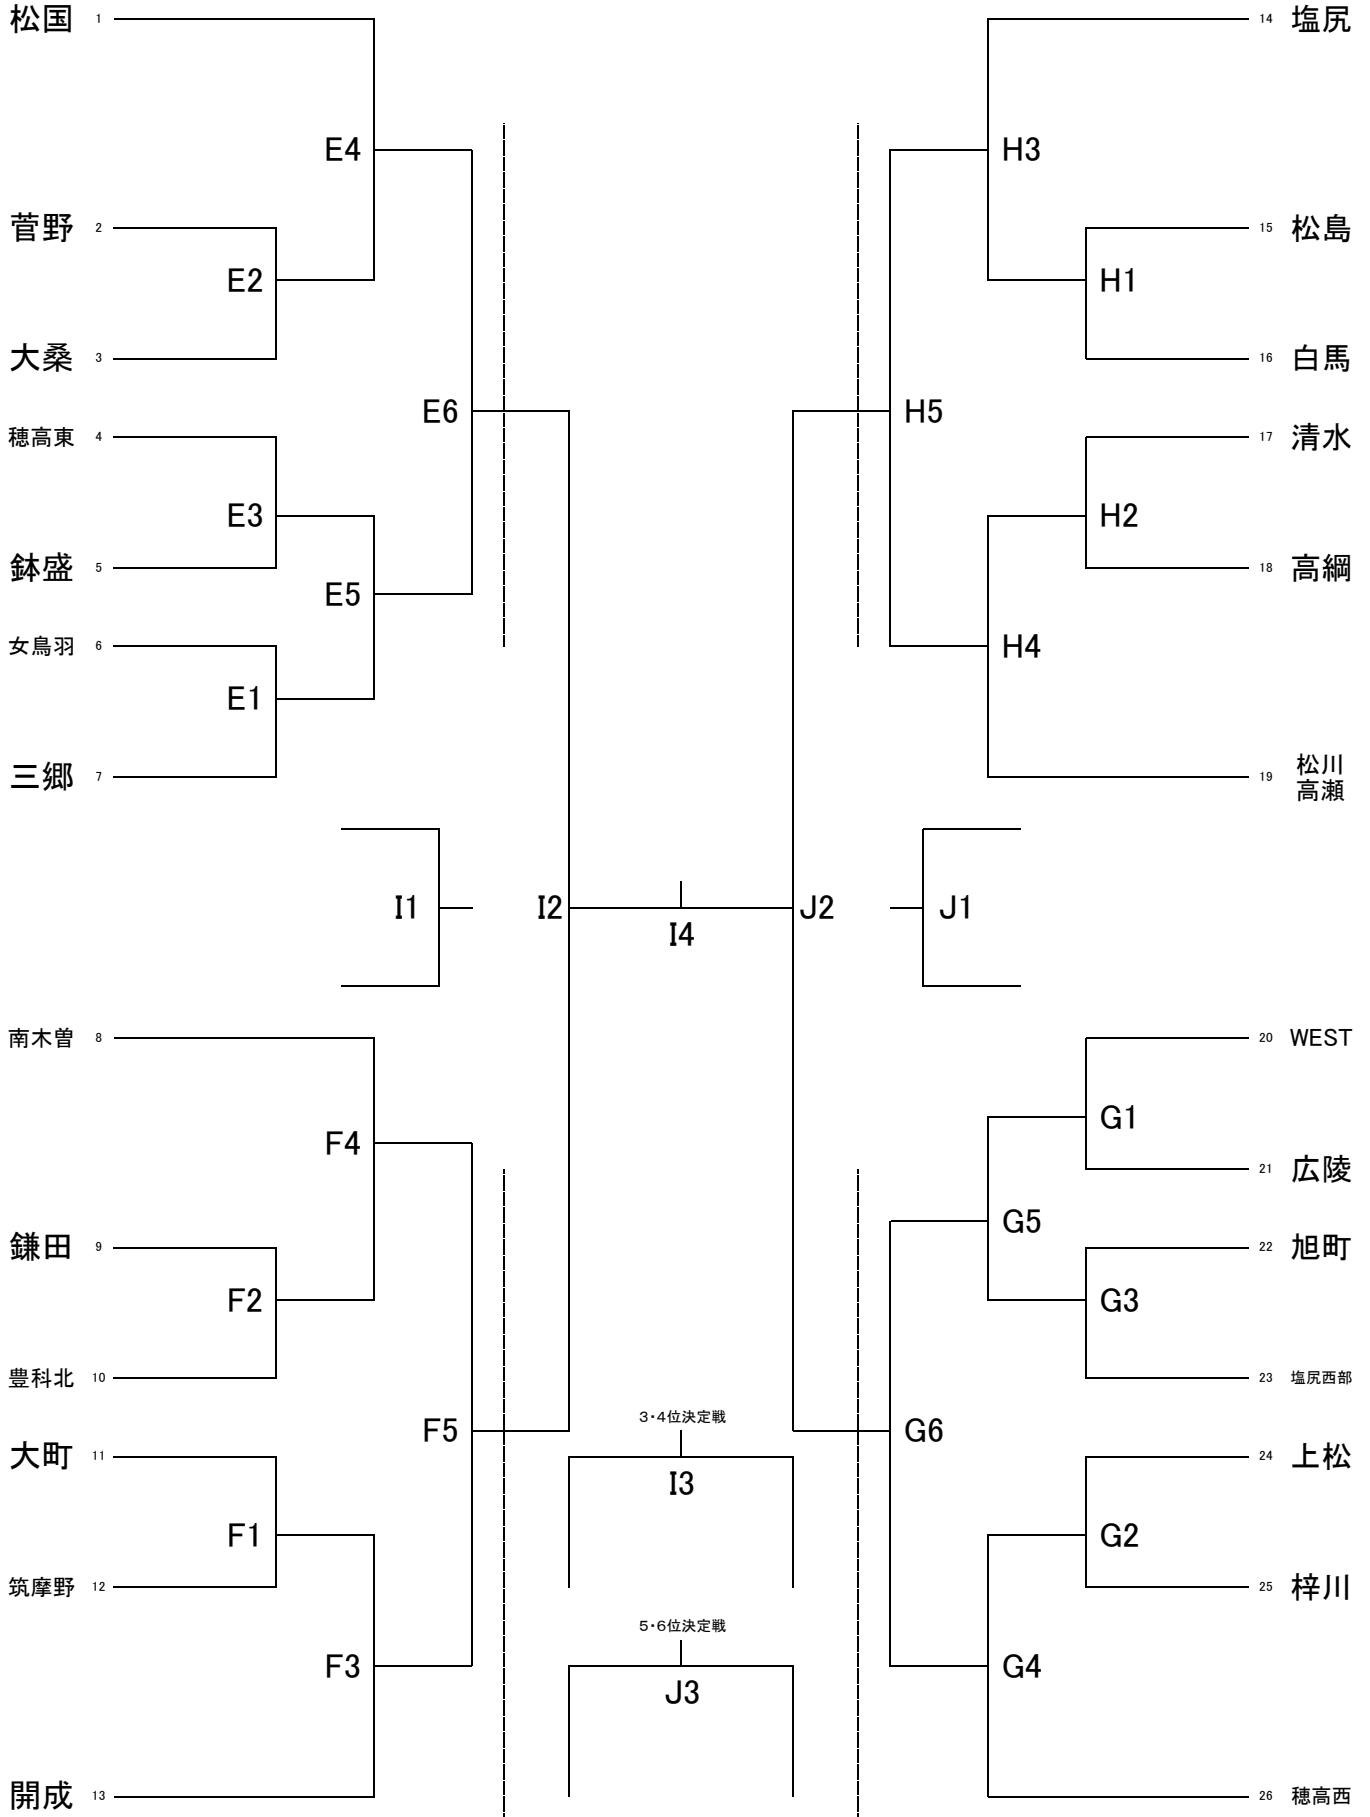 松国 1
E4
菅野 2
E2
大桑 3
E6
穂高東 4
E3
鉢盛 5
E5
女鳥羽 6
E1
三郷 7
I1
I2
I4
J2
J1
南木曽 8
F4
鎌田 9
F2
豊科北 10
F5
大町 11
F1
筑摩野 12
F3
開成 13
3・4位決定戦
I3
5・6位決定戦
J3
14 塩尻
H3
15 松島
H1
16 白馬
H5
17 清水
H2
18 高綱
H4
19 松川
高瀬
20 WEST
G1
21 広陵
G5
22 旭町
G3
23 塩尻西部
G6
24 上松
G2
25 梓川
G4
26 穂高西